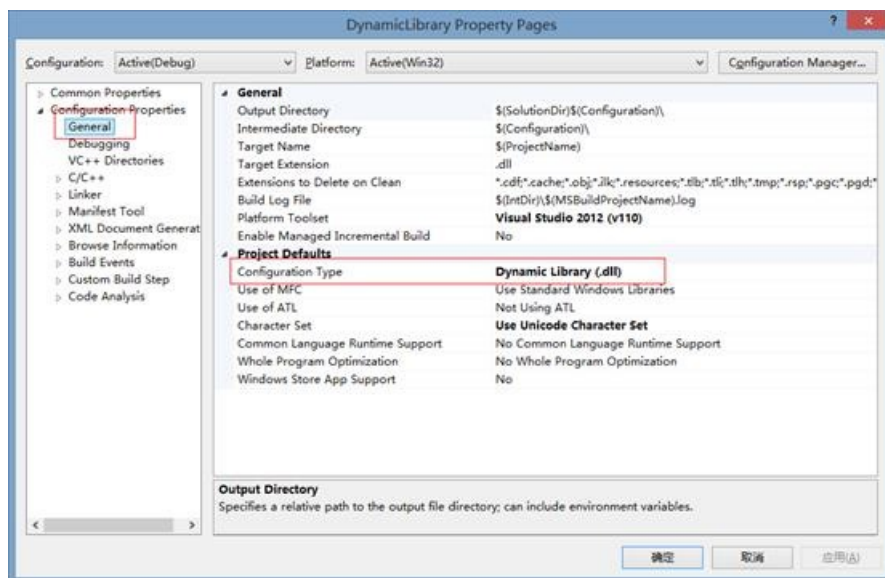 DynamicLibrary Property Pages
?
Configuration: Active(Debug) Platform: Active(Win32) Configuration Manager...
Common Properties
Configuration Properties
General
Debugging
VC++ Directories
C/C++
Linker
Manifest Tool
XML Document Generat
Browse Information
Build Events
Custom Build Step
Code Analysis
General
Output Directory $(SolutionDir)$(Configuration)\
Intermediate Directory $(Configuration)\
Target Name $(ProjectName)
Target Extension .dll
Extensions to Delete on Clean *.cdf;*.cache;*.obj;*.ilk;*.resources;*.tlb;*.tli;*.tlh;*.tmp;*.rsp;*.pgc;*.pgd;*
Build Log File $(IntDir)\$(MSBuildProjectName).log
Platform Toolset Visual Studio 2012 (v110)
Enable Managed Incremental Build No
Project Defaults
Configuration Type Dynamic Library (.dll)
Use of MFC Use Standard Windows Libraries
Use of ATL Not Using ATL
Character Set Use Unicode Character Set
Common Language Runtime Support No Common Language Runtime Support
Whole Program Optimization No Whole Program Optimization
Windows Store App Support No
Output Directory
Specifies a relative path to the output file directory; can include environment variables.
确定 取消 应用(A)